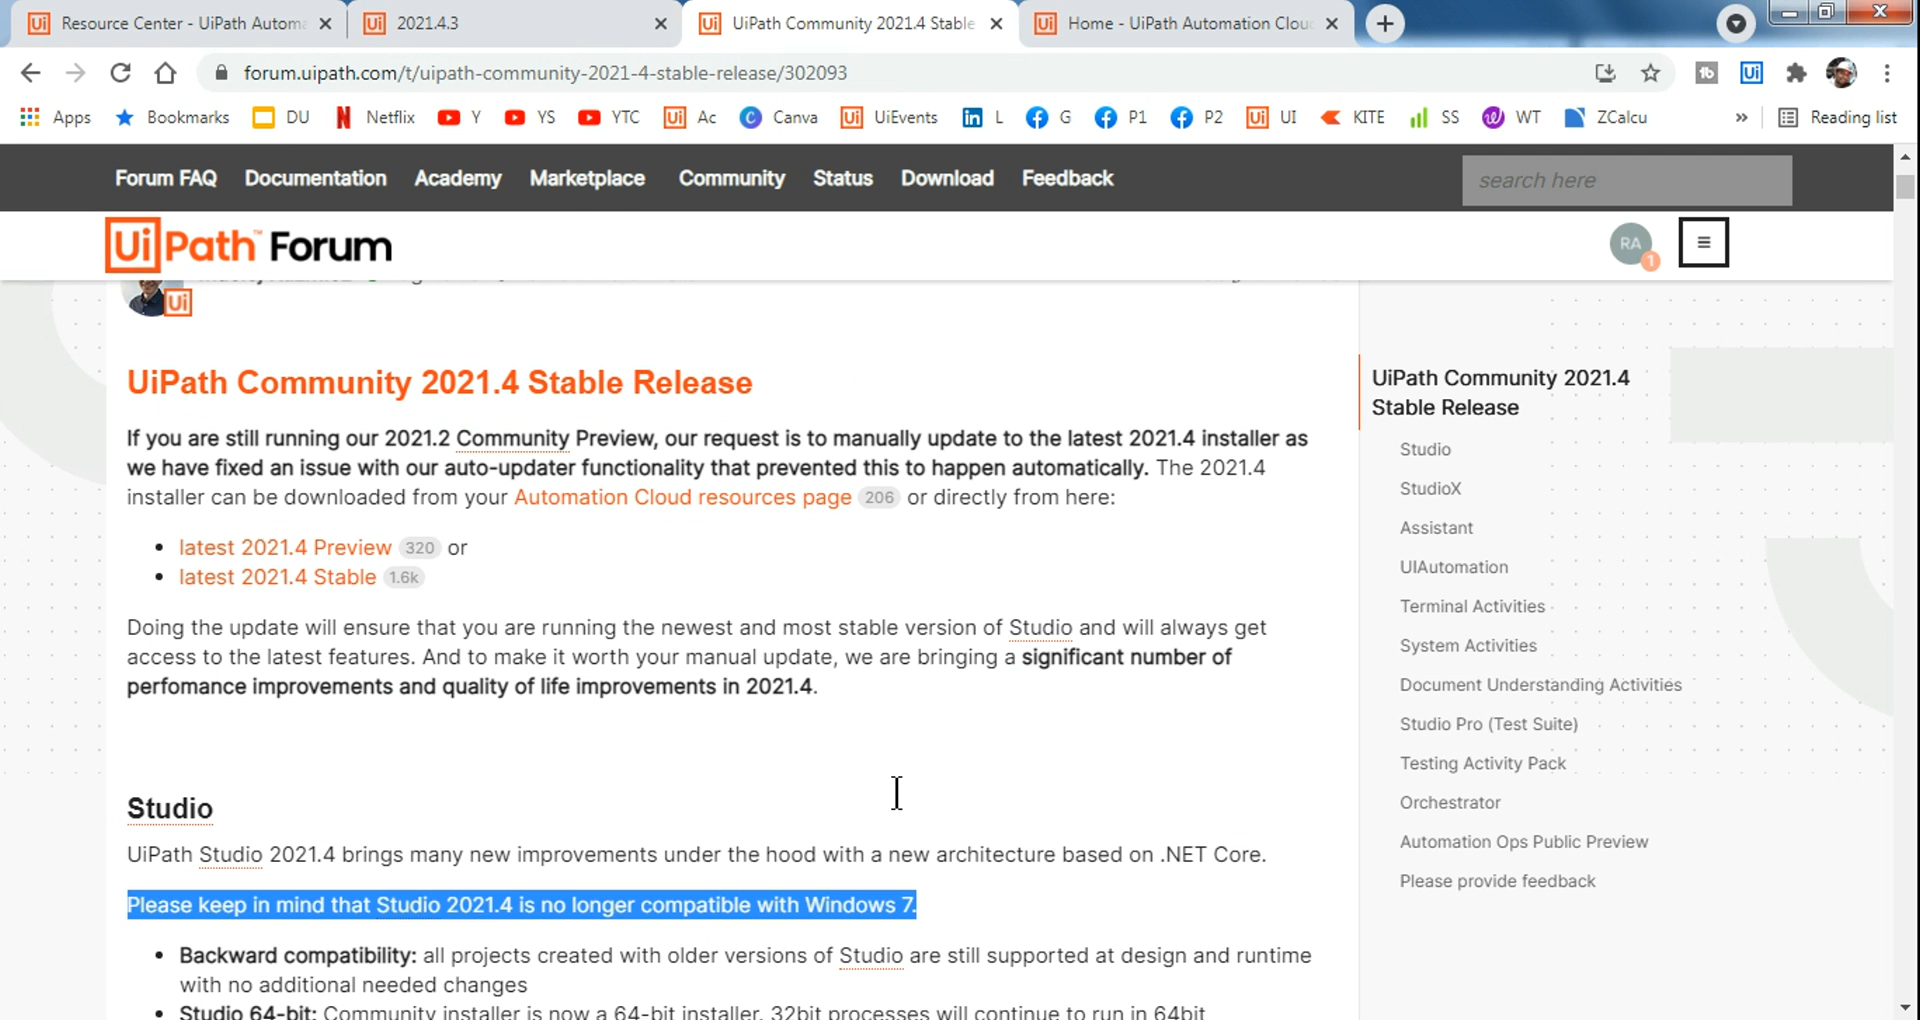 Resource Center - UiPath Automa
2021.4.3
UiPath Community 2021.4 Stable
Home - UiPath Automation Clou
forum.uipath.com/t/uipath-community-2021-4-stable-release/302093
Apps Bookmarks DU Netflix Y YS YTC Ac Canva UiEvents L G P1 P2 UI KITE SS WT ZCalcu » Reading list
Forum FAQ Documentation Academy Marketplace Community Status Download Feedback search here
UiPath™ Forum
RA 1
Ui
UiPath Community 2021.4 Stable Release
If you are still running our 2021.2 Community Preview, our request is to manually update to the latest 2021.4 installer as
we have fixed an issue with our auto-updater functionality that prevented this to happen automatically. The 2021.4
installer can be downloaded from your Automation Cloud resources page 206 or directly from here:
• latest 2021.4 Preview 320 or
• latest 2021.4 Stable 1.6k
Doing the update will ensure that you are running the newest and most stable version of Studio and will always get
access to the latest features. And to make it worth your manual update, we are bringing a significant number of
perfomance improvements and quality of life improvements in 2021.4.
Studio
UiPath Studio 2021.4 brings many new improvements under the hood with a new architecture based on .NET Core.
Please keep in mind that Studio 2021.4 is no longer compatible with Windows 7.
• Backward compatibility: all projects created with older versions of Studio are still supported at design and runtime
with no additional needed changes
• Studio 64-bit: Community installer is now a 64-bit installer. 32bit processes will continue to run in 64bit
UiPath Community 2021.4
Stable Release
Studio
StudioX
Assistant
UIAutomation
Terminal Activities
System Activities
Document Understanding Activities
Studio Pro (Test Suite)
Testing Activity Pack
Orchestrator
Automation Ops Public Preview
Please provide feedback